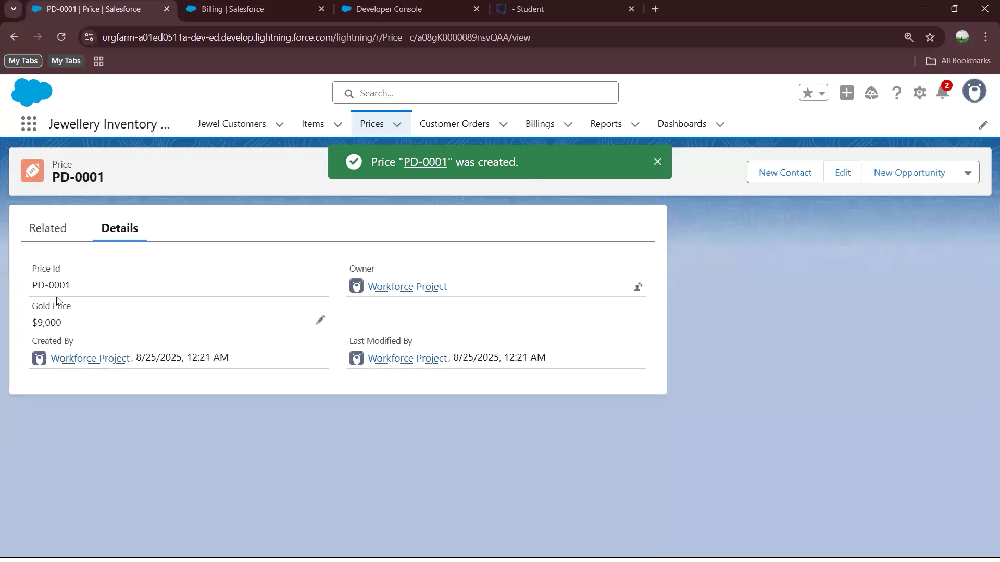 PD-0001 | Price | Salesforce
Billing | Salesforce
Developer Console
- Student
orgfarm-a01ed0511a-dev-ed.develop.lightning.force.com/lightning/r/Price__c/a08gK0000089nsvQAA/view
My Tabs
My Tabs
All Bookmarks
Search...
2
Jewellery Inventory ...
Jewel Customers
Items
Prices
Customer Orders
Billings
Reports
Dashboards
Price "PD-0001" was created.
Price
PD-0001
New Contact
Edit
New Opportunity
Related
Details
Price Id
PD-0001
Owner
Workforce Project
Gold Price
$9,000
Created By
Workforce Project, 8/25/2025, 12:21 AM
Last Modified By
Workforce Project, 8/25/2025, 12:21 AM